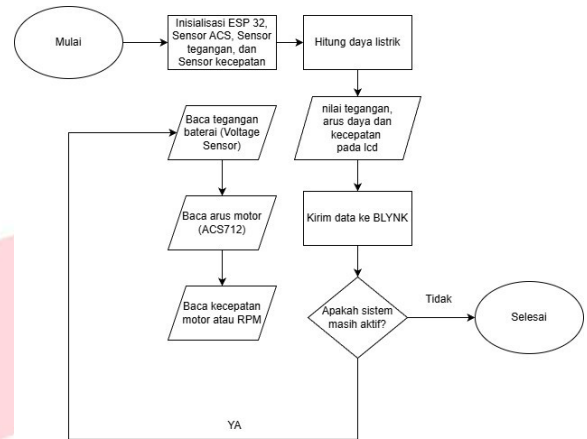 Mulai
Inisialisasi ESP 32,
Sensor ACS, Sensor
tegangan, dan
Sensor kecepatan
Hitung daya listrik
Baca tegangan
baterai (Voltage
Sensor)
nilai tegangan,
arus daya dan
kecepatan
pada lcd
Baca arus motor
(ACS712)
Kirim data ke BLYNK
Baca kecepatan
motor atau RPM
Apakah sistem
masih aktif?
Tidak
Selesai
YA